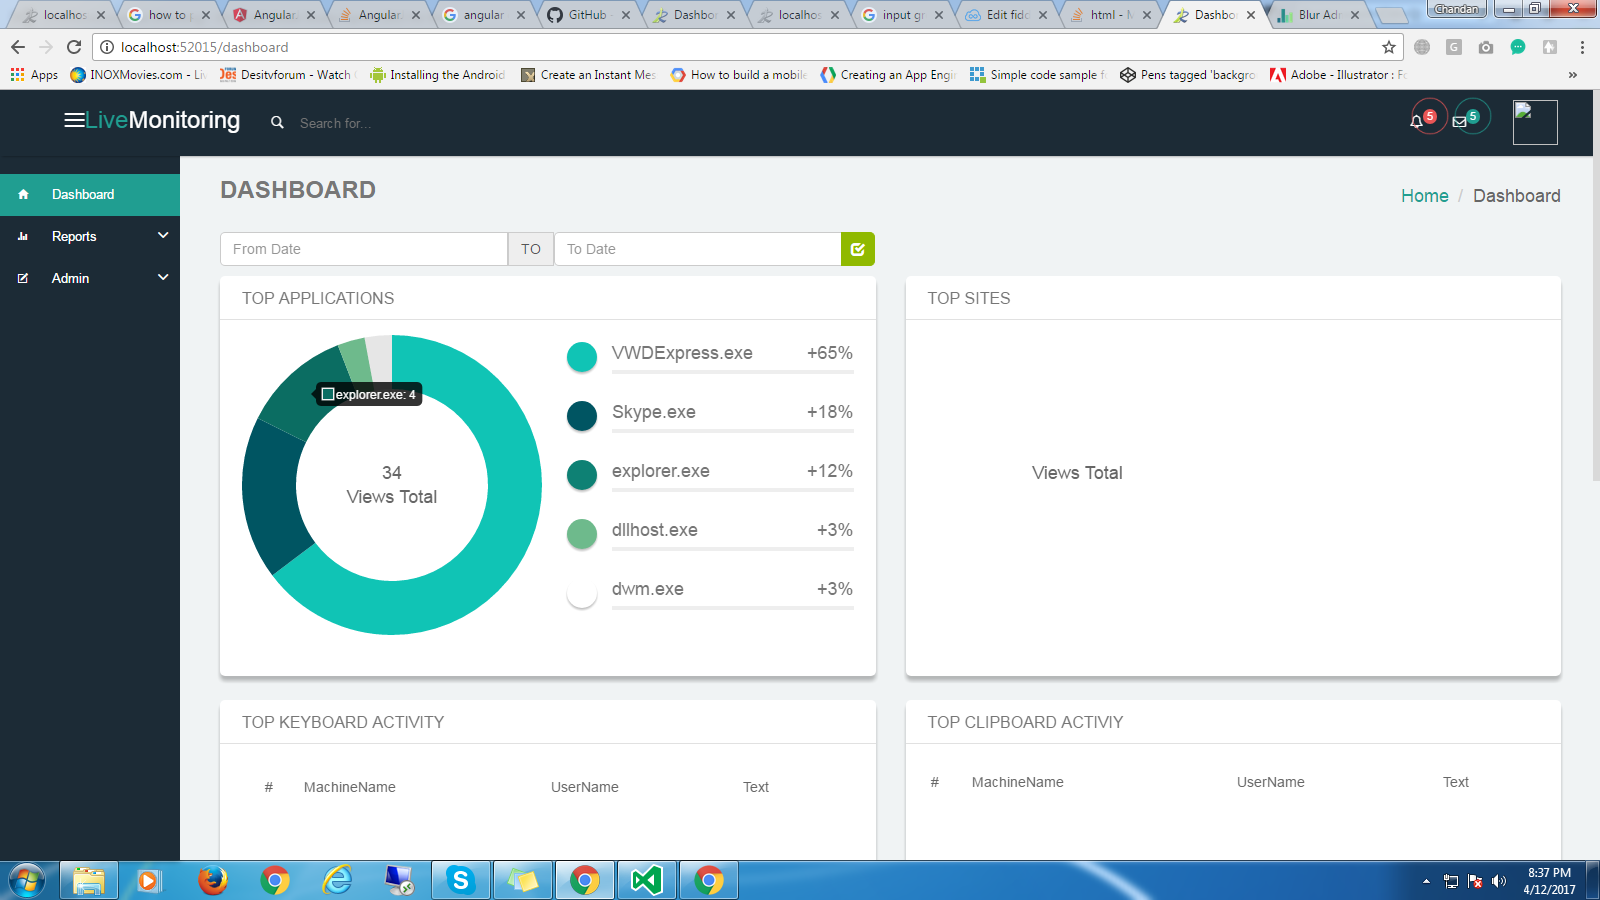 localhos
how to p
Angular.
Angular.
angular
GitHub -
Dashbor
localhos
input gr
Edit fidd
html - M
Dashbo
Blur Adm
Chandan
localhost:52015/dashboard
Apps
INOXMovies.com - Liv
Desitvforum - Watch
Installing the Android
Create an Instant Mes
How to build a mobile
Creating an App Engi
Simple code sample f
Pens tagged 'backgro
Adobe - Illustrator : Fo
»
LiveMonitoring
Search for...
5
5
Dashboard
Reports
Admin
DASHBOARD
Home / Dashboard
From Date
TO
To Date
TOP APPLICATIONS
explorer.exe: 4
34
Views Total
VWDExpress.exe +65%
Skype.exe +18%
explorer.exe +12%
dllhost.exe +3%
dwm.exe +3%
TOP SITES
Views Total
TOP KEYBOARD ACTIVITY
# MachineName UserName Text
TOP CLIPBOARD ACTIVIY
# MachineName UserName Text
8:37 PM
4/12/2017